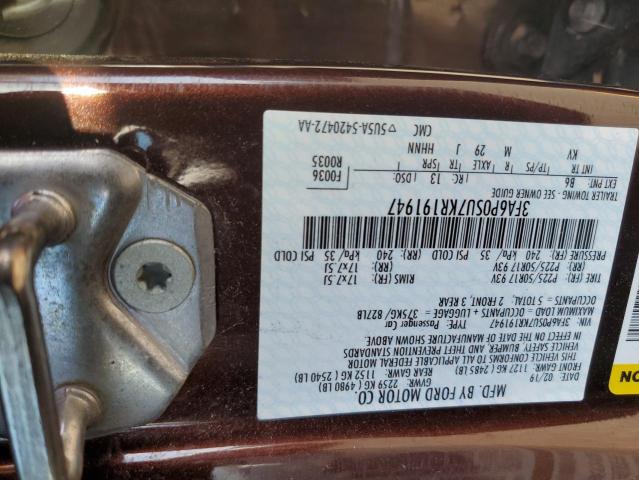 MFD. BY FORD MOTOR CO.
DATE: 02/19 GVWR: 2259 KG (4980 LB)
FRONT GAWR: 1127 KG (2485 LB) REAR GAWR: 1152 KG (2540 LB)
THIS VEHICLE CONFORMS TO ALL APPLICABLE FEDERAL MOTOR
VEHICLE SAFETY, BUMPER, AND THEFT PREVENTION STANDARDS
IN EFFECT ON THE DATE OF MANUFACTURE SHOWN ABOVE.
VIN: 3FA6P0SU7KR191947 TYPE: Passenger Car
MAXIMUM LOAD = OCCUPANTS + LUGGAGE = 375KG/827LB
OCCUPANTS = 5 TOTAL, 2 FRONT, 3 REAR
TIRE RIMS
(FR): P225/50R17 93V 17x7.5J
(RR): P225/50R17 93V 17x7.5J
PRESSURE (FR): 240 kPa/35 PSI COLD
(RR): 240 kPa/35 PSI COLD
3FA6P0SU7KR191947
TRAILER TOWING - SEE OWNER GUIDE
EXT PNT: B6 RC: 13 DSO: F0036
R0035
INT TR TP/PS R AXLE TR SPR
KV M 29 J HHNN
CMC 5U5A-5420472-AA
ON